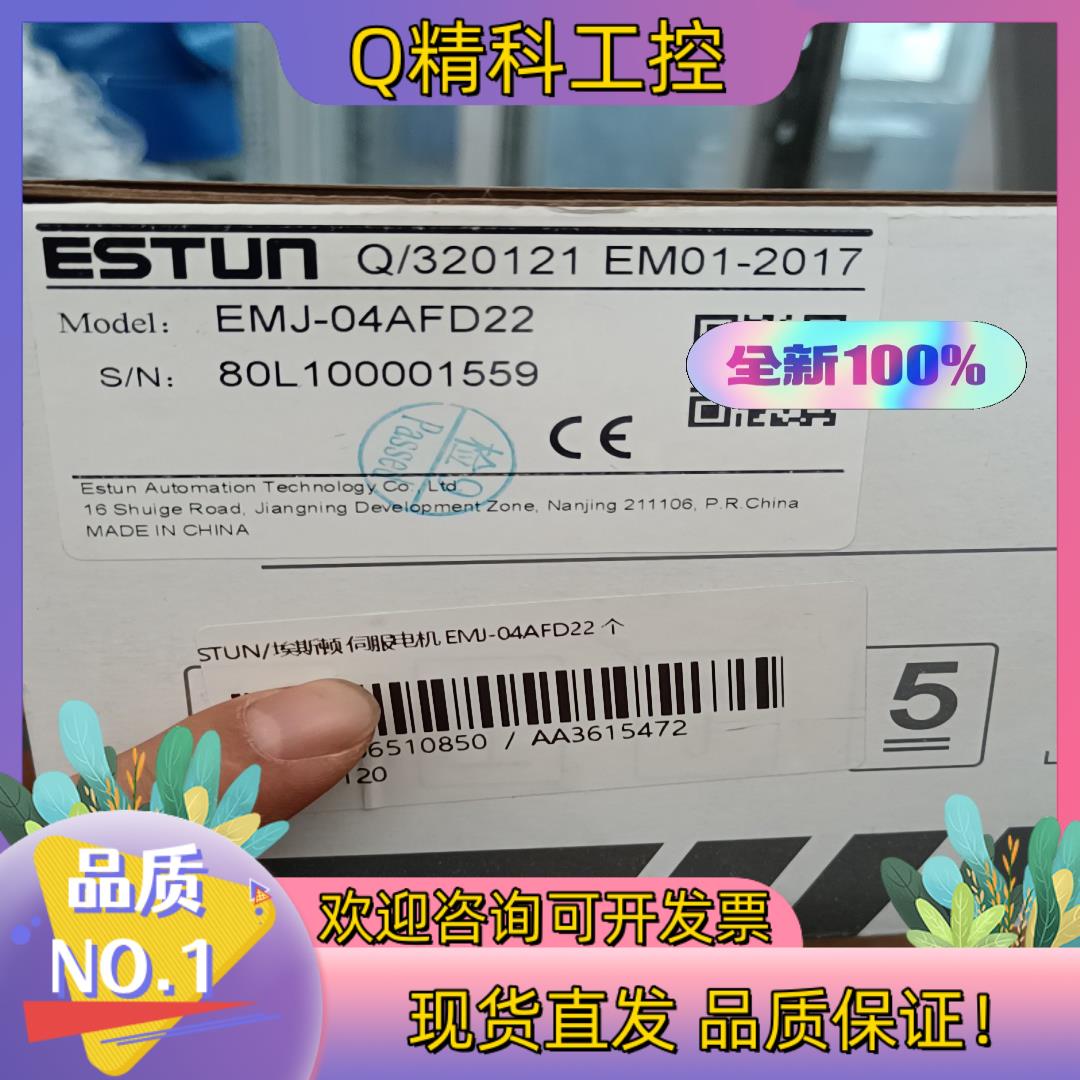 Q精科工控
ESTUN Q/320121 EM01-2017
Model: EMJ-04AFD22
全新100%
S/N: 80L100001559
Passed
CE
Estun Automation Technology Co. Ltd
16 Shuige Road, Jiangning Development Zone, Nanjing 211106, P.R.China
MADE IN CHINA
STUN/埃斯顿 伺服电机 EMJ-04AFD22 个
6510850 / AA3615472
120
5
品质
NO.1
欢迎咨询可开发票
现货直发 品质保证!